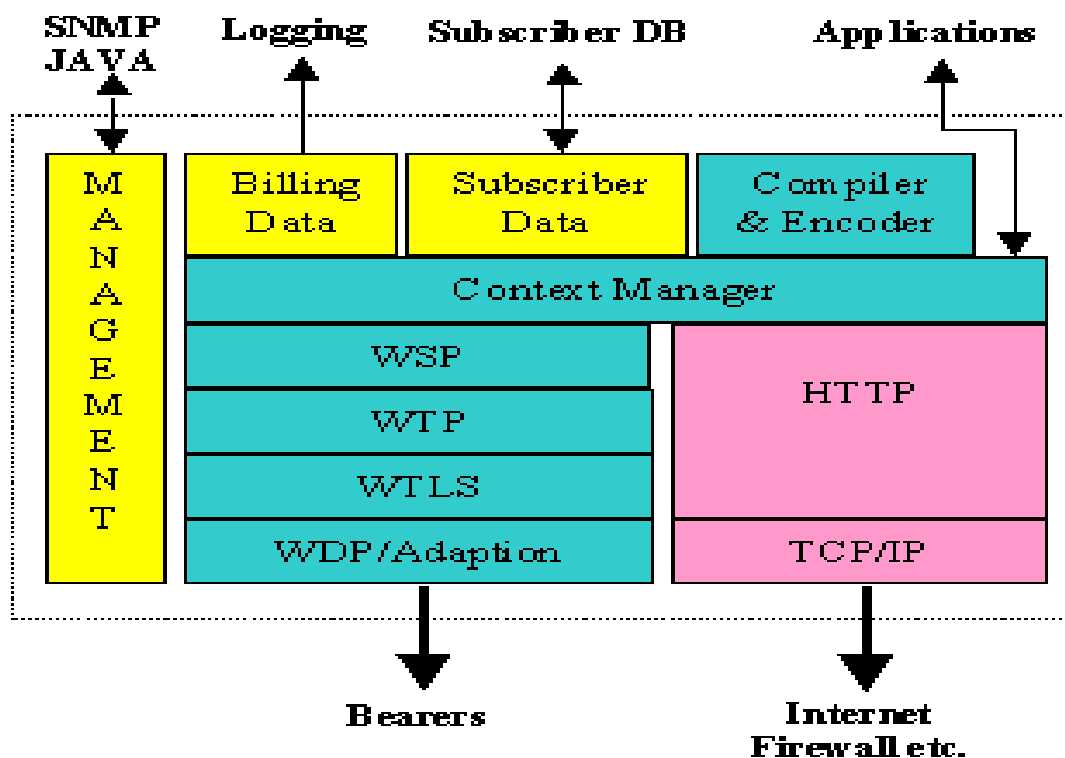 SNMP
JAVA
Logging
Subscriber DB
Applications
MANAGEMENT
Billing
Data
Subscriber
Data
Compiler
& Encoder
Context Manager
WSP
WTP
WTLS
WDP/Adaption
HTTP
TCP/IP
Bearers
Internet
Firewall etc.